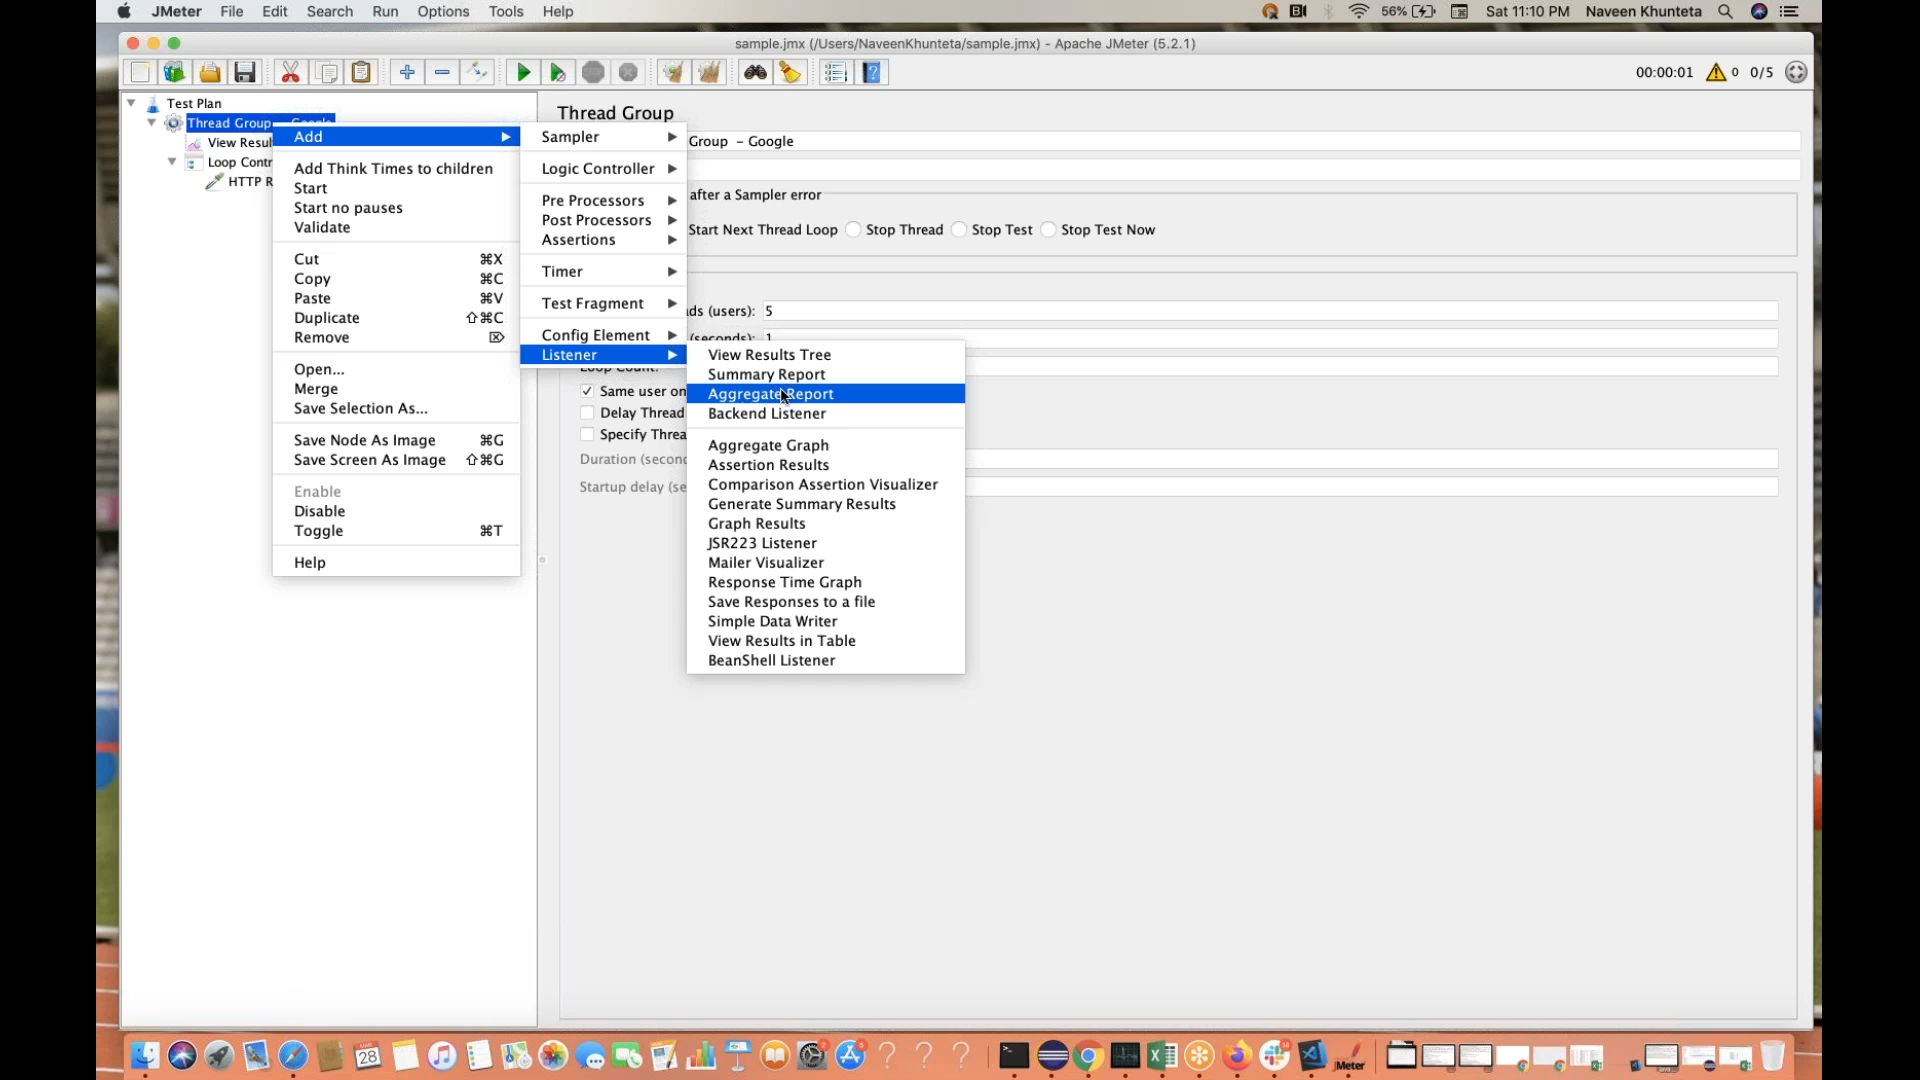 JMeter File Edit Search Run Options Tools Help
56% Sat 11:10 PM Naveen Khunteta
sample.jmx (/Users/NaveenKhunteta/sample.jmx) - Apache JMeter (5.2.1)
00:00:01 0 0/5
Test Plan
Thread Group
View Resul
Loop Contr
HTTP R
Add
Add Think Times to children
Start
Start no pauses
Validate
Cut ⌘X
Copy ⌘C
Paste ⌘V
Duplicate ⇧⌘C
Remove ⌦
Open...
Merge
Save Selection As...
Save Node As Image ⌘G
Save Screen As Image ⇧⌘G
Enable
Disable
Toggle ⌘T
Help
Sampler
Logic Controller
Pre Processors
Post Processors
Assertions
Timer
Test Fragment
Config Element
Listener
View Results Tree
Summary Report
Aggregate Report
Backend Listener
Aggregate Graph
Assertion Results
Comparison Assertion Visualizer
Generate Summary Results
Graph Results
JSR223 Listener
Mailer Visualizer
Response Time Graph
Save Responses to a file
Simple Data Writer
View Results in Table
BeanShell Listener
Thread Group
Group – Google
after a Sampler error
Start Next Thread Loop Stop Thread Stop Test Stop Test Now
ds (users): 5
(seconds): 1
Loop Count:
Same user on
Delay Thread
Specify Threa
Duration (secon
Startup delay (se
MAR
28
JMeter